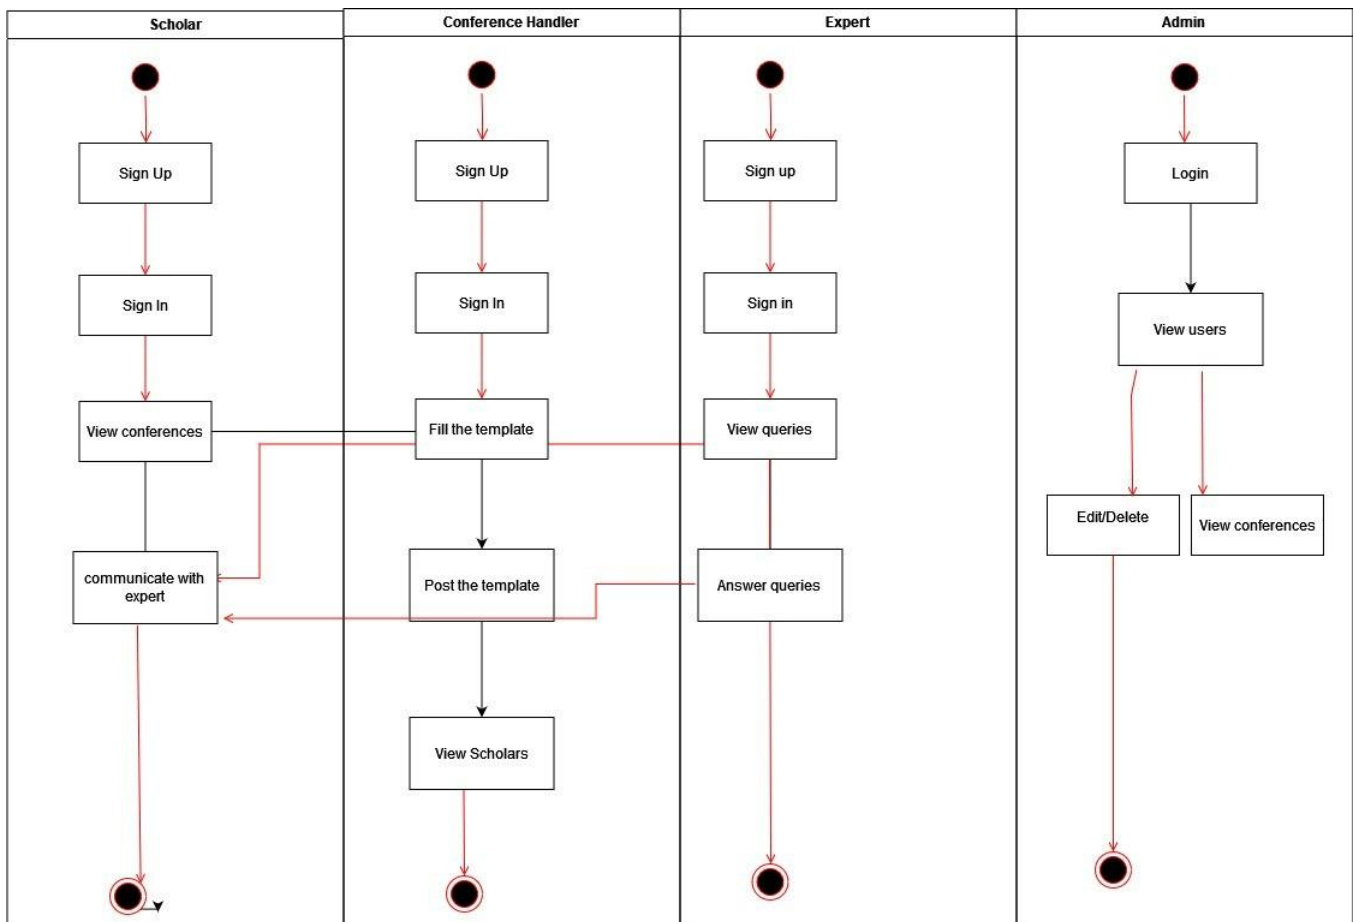 Scholar
Conference Handler
Expert
Admin
Sign Up
Sign Up
Sign up
Login
Sign In
Sign In
Sign in
View users
View conferences
Fill the template
View queries
Edit/Delete
View conferences
communicate with
expert
Post the template
Answer queries
View Scholars